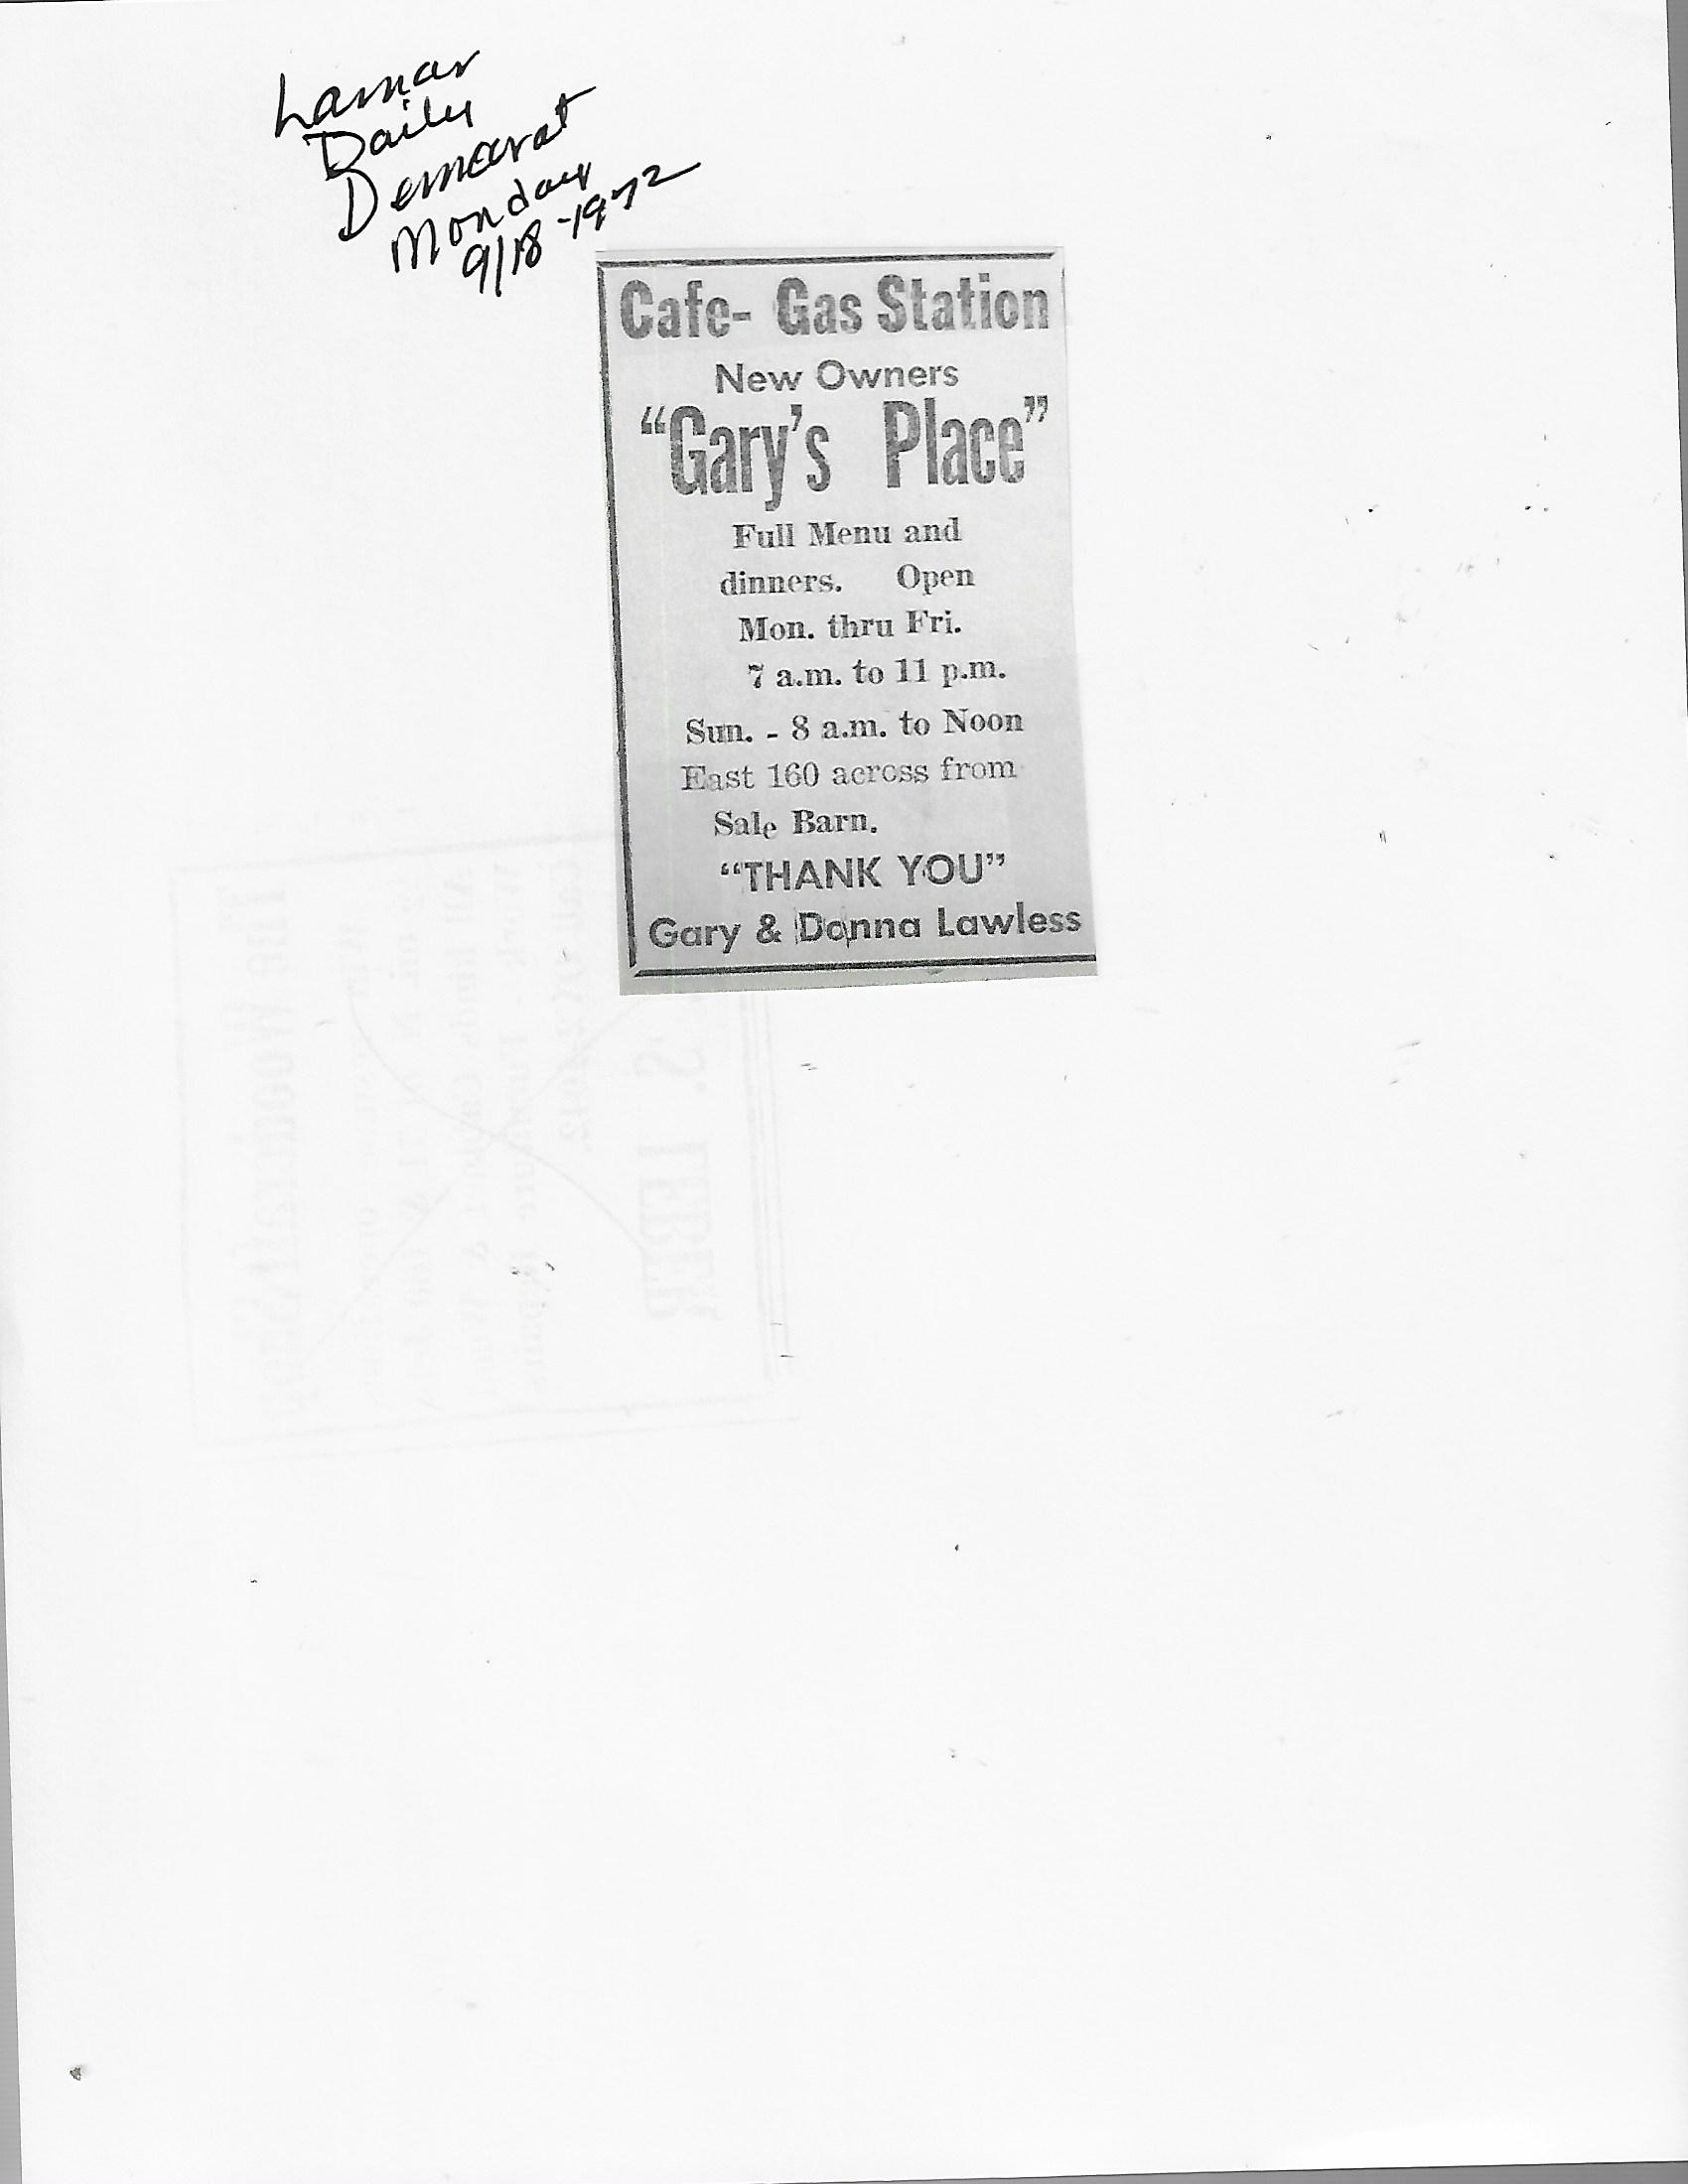 Lamar
Daily
Democrat
Monday
9/18-1972
Cafe- Gas Station
New Owners
“Gary’s Place”
Full Menu and
dinners. Open
Mon. thru Fri.
7 a.m. to 11 p.m.
Sun. - 8 a.m. to Noon
East 160 across from
Sale Barn.
“THANK YOU”
Gary & Donna Lawless